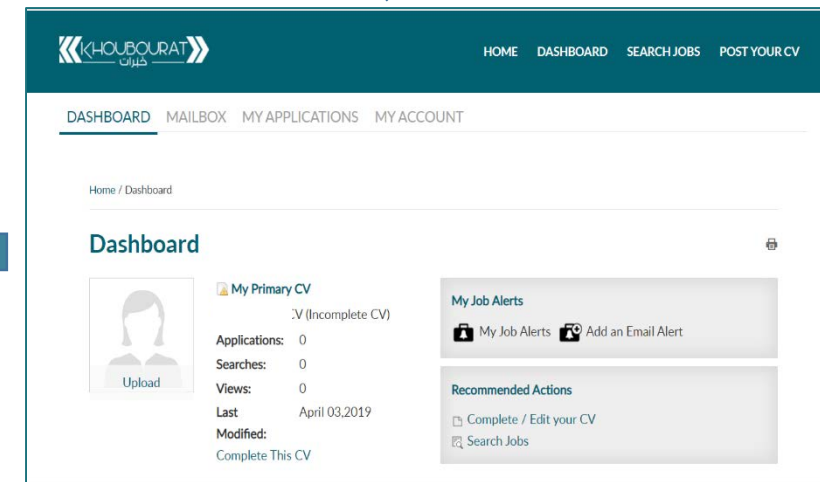 KHOUBOURAT
خبرات
HOME DASHBOARD SEARCH JOBS POST YOUR CV
DASHBOARD MAILBOX MY APPLICATIONS MY ACCOUNT
Home / Dashboard
Dashboard
Upload
My Primary CV
(Incomplete CV)
Applications: 0
Searches: 0
Views: 0
Last Modified: April 03,2019
Complete This CV
My Job Alerts
My Job Alerts Add an Email Alert
Recommended Actions
Complete / Edit your CV
Search Jobs